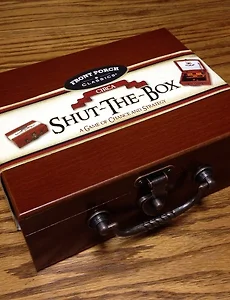 FRONT PORCH
CLASSICS
CIRCA
SHUT-THE-BOX
A GAME OF CHANCE AND STRATEGY